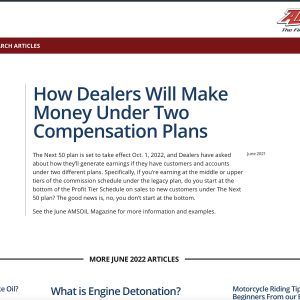 The Fi
RCH ARTICLES
How Dealers Will Make
Money Under Two
Compensation Plans
The Next 50 plan is set to take effect Oct. 1, 2022, and Dealers have asked
about how they'll generate earnings if they have customers and accounts
under two different plans. Specifically, if you're earning at the middle or upper
tiers of the commission schedule under the legacy plan, do you start at the
bottom of the Profit Tier Schedule on sales to new customers under The Next
50 plan? The good news is, no, you don't start at the bottom.
See the June AMSOIL Magazine for more information and examples.
June 2021
MORE JUNE 2022 ARTICLES
e Oil?
What is Engine Detonation?
Motorcycle Riding Tip
Beginners From our